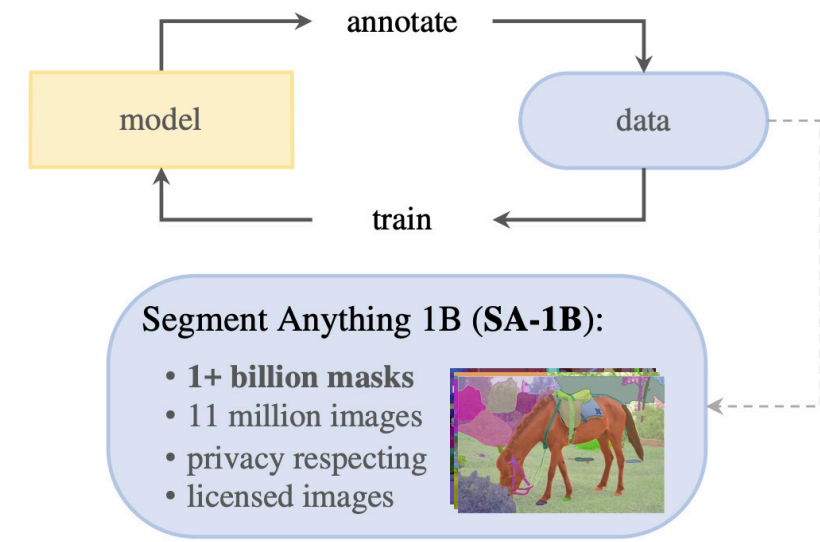 annotate
model
data
train
Segment Anything 1B (SA-1B):
• 1+ billion masks
• 11 million images
• privacy respecting
• licensed images